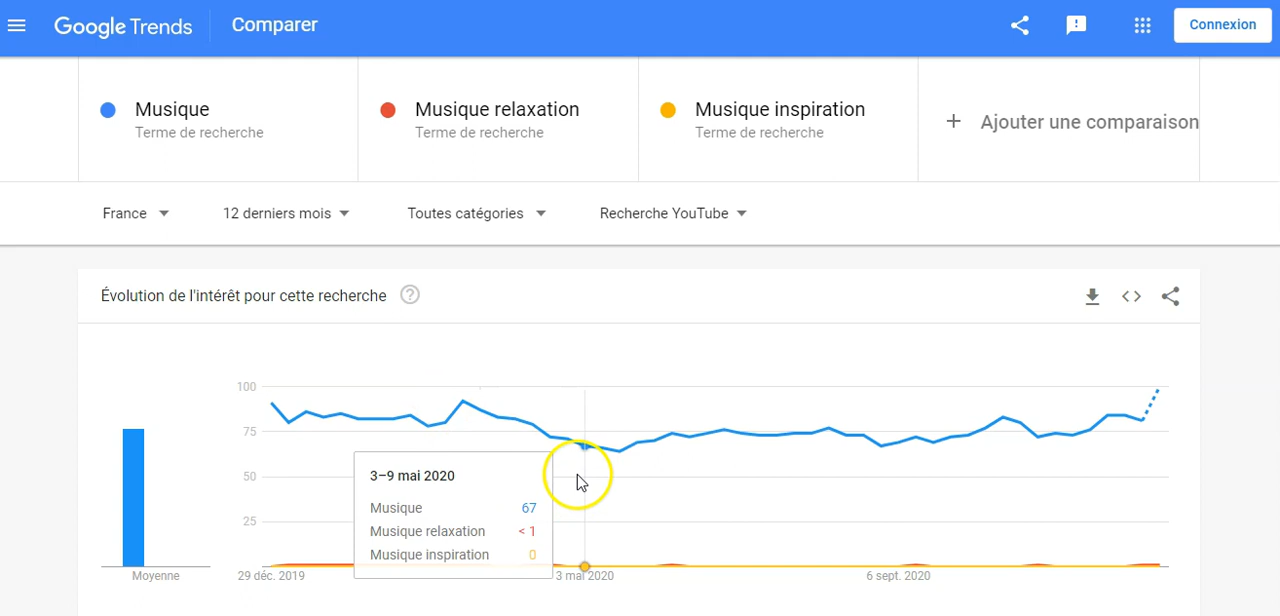 Google Trends Comparer Connexion
Musique Musique relaxation Musique inspiration + Ajouter une comparaison
Terme de recherche Terme de recherche Terme de recherche
France 12 derniers mois Toutes catégories Recherche YouTube
Évolution de l'intérêt pour cette recherche ?
100
75
50
25
3–9 mai 2020
Musique 67
Musique relaxation < 1
Musique inspiration 0
Moyenne 29 déc. 2019 3 mai 2020 6 sept. 2020